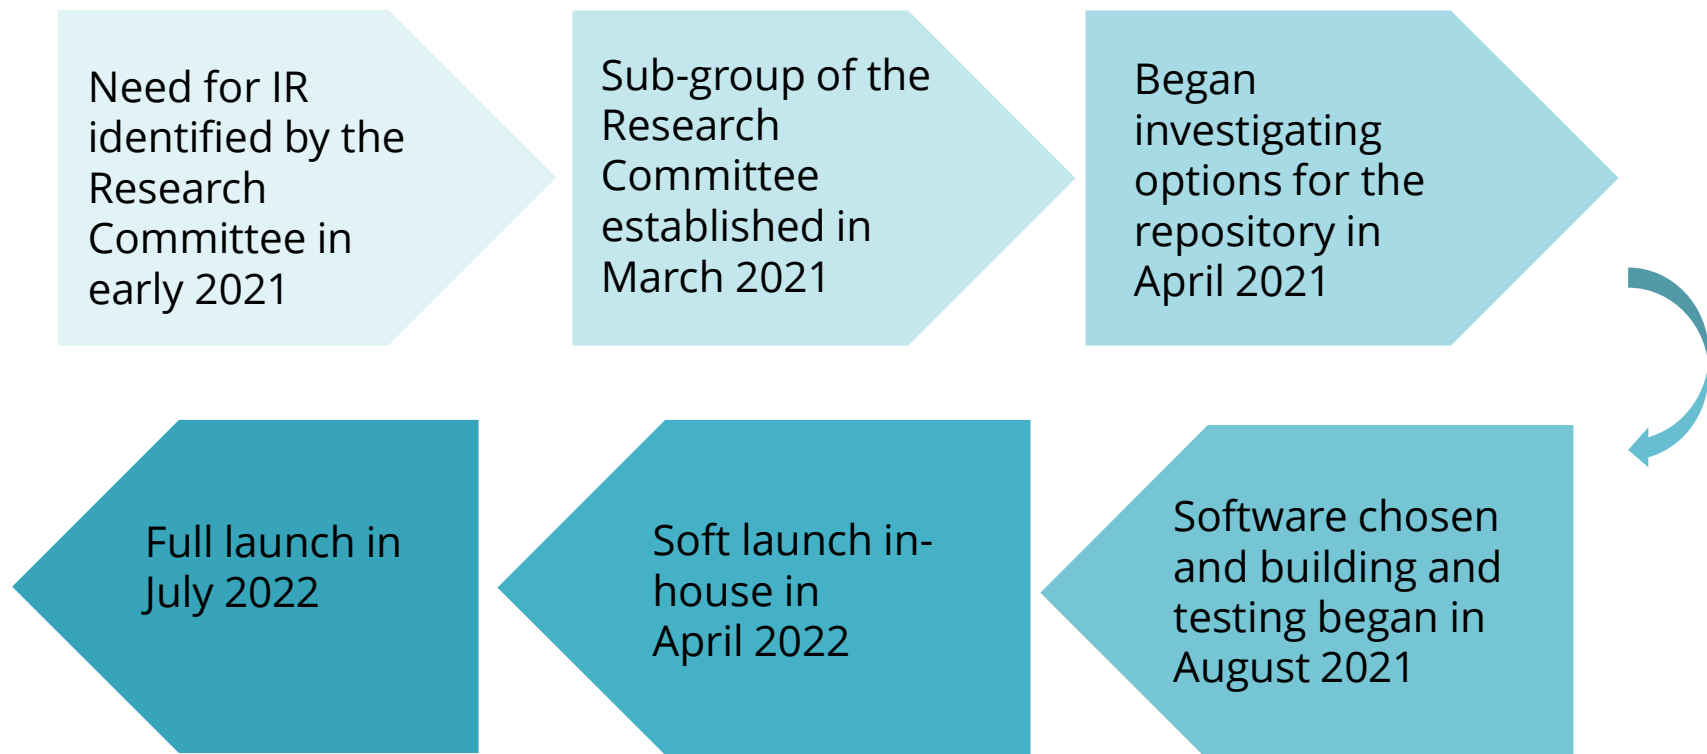 Need for IR
identified by the
Research
Committee in
early 2021
Sub-group of the
Research
Committee
established in
March 2021
Began
investigating
options for the
repository in
April 2021
Software chosen
and building and
testing began in
August 2021
Soft launch in-
house in
April 2022
Full launch in
July 2022